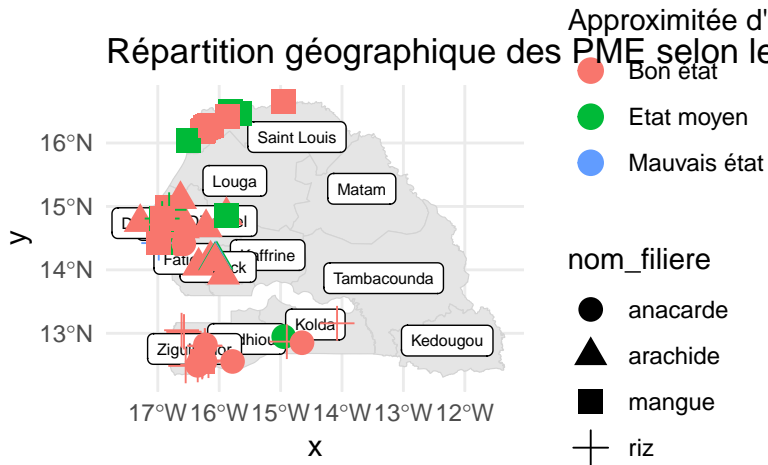 Répartition géographique des PME selon le
Approximitée d'
Bon état
Etat moyen
Mauvais état
nom_filiere
anacarde
arachide
mangue
riz
16°N
15°N
14°N
13°N
y
Saint Louis
Louga
Matam
Tambacounda
Kolda
Kedougou
17°W 16°W 15°W 14°W 13°W 12°W
x